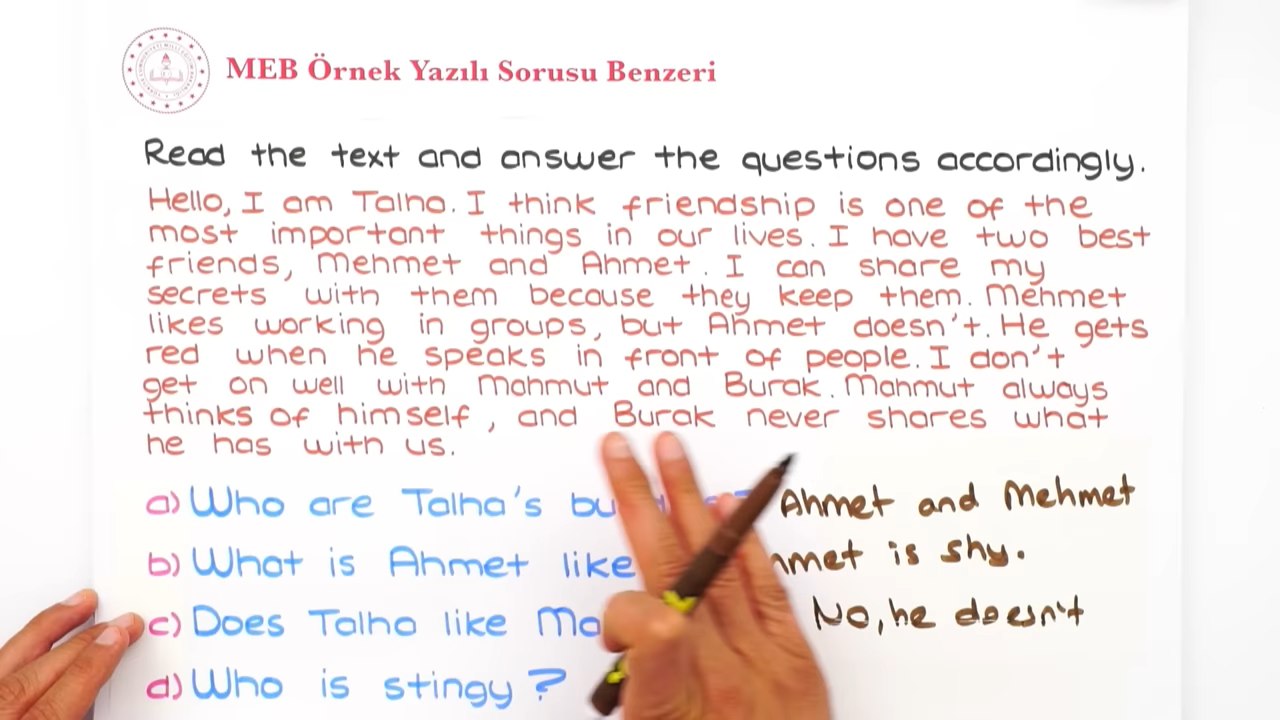 MEB Örnek Yazılı Sorusu Benzeri
Read the text and answer the questions accordingly.
Hello, I am Talha. I think friendship is one of the
most important things in our lives. I have two best
friends, Mehmet and Ahmet. I can share my
secrets with them because they keep them. Mehmet
likes working in groups, but Ahmet doesn't. He gets
red when he speaks in front of people. I don't
get on well with Mahmut and Burak. Mahmut always
thinks of himself, and Burak never shares what
he has with us.
a) Who are Talha's Ahmet and Mehmet
b) What is Ahmet like is shy.
c) Does Talha like No, he doesn't
d) Who is stingy?